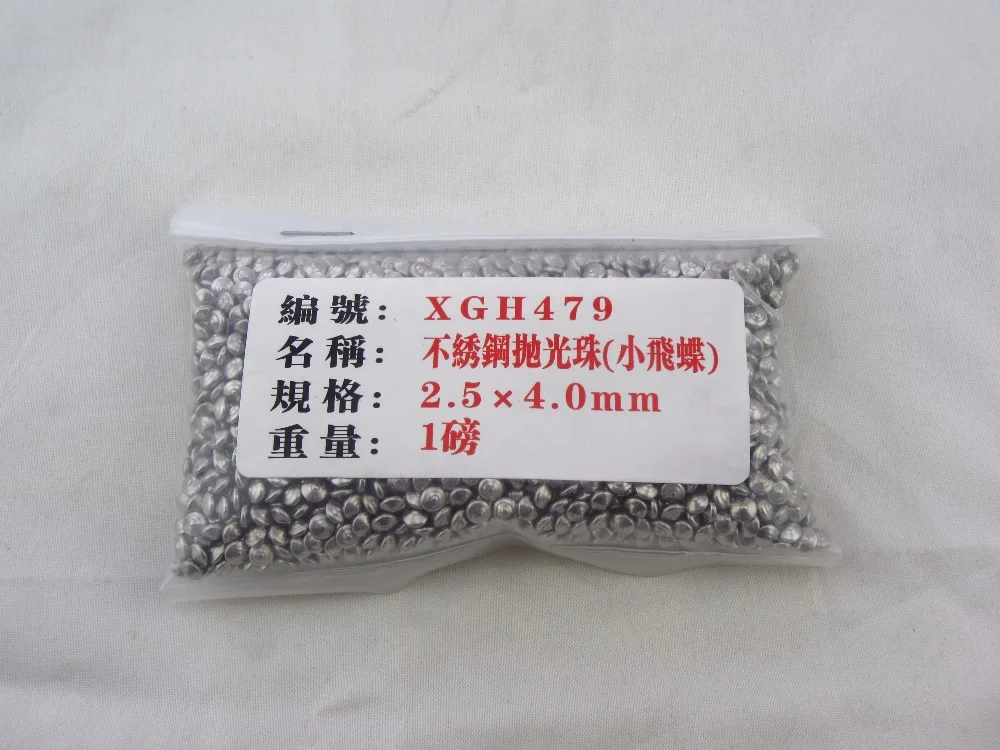 編號: XGH479
名稱: 不綉鋼拋光珠(小飛蝶)
規格: 2.5×4.0mm
重量: 1磅